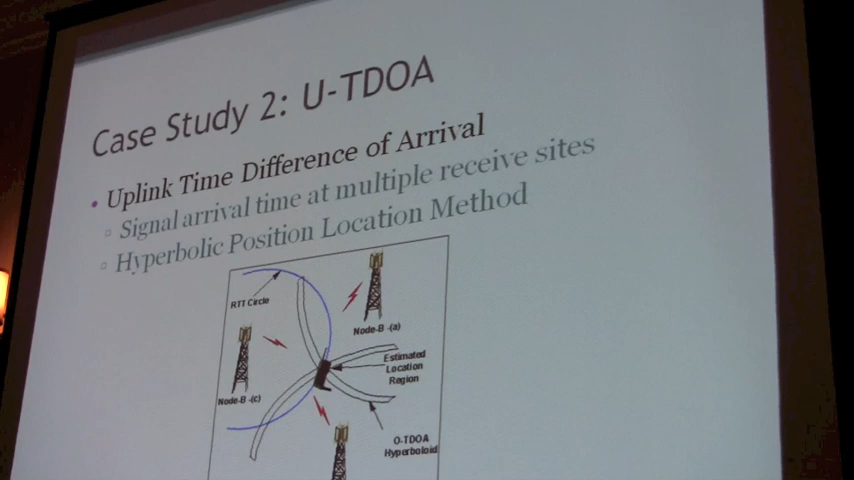 Case Study 2: U-TDOA
• Uplink Time Difference of Arrival
▫ Signal arrival time at multiple receive sites
▫ Hyperbolic Position Location Method
RTT Circle
Node-B -(a)
Estimated
Location
Region
Node-B -(c)
O-TDOA
Hyperboloid